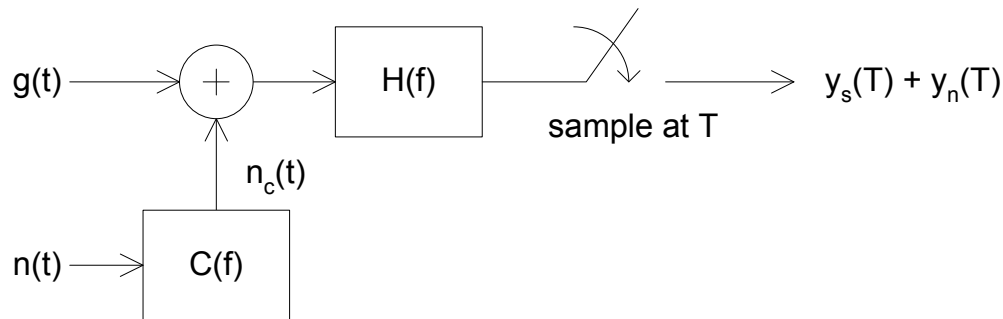 g(t)
+
H(f)
y_s(T) + y_n(T)
sample at T
n_c(t)
n(t)
C(f)